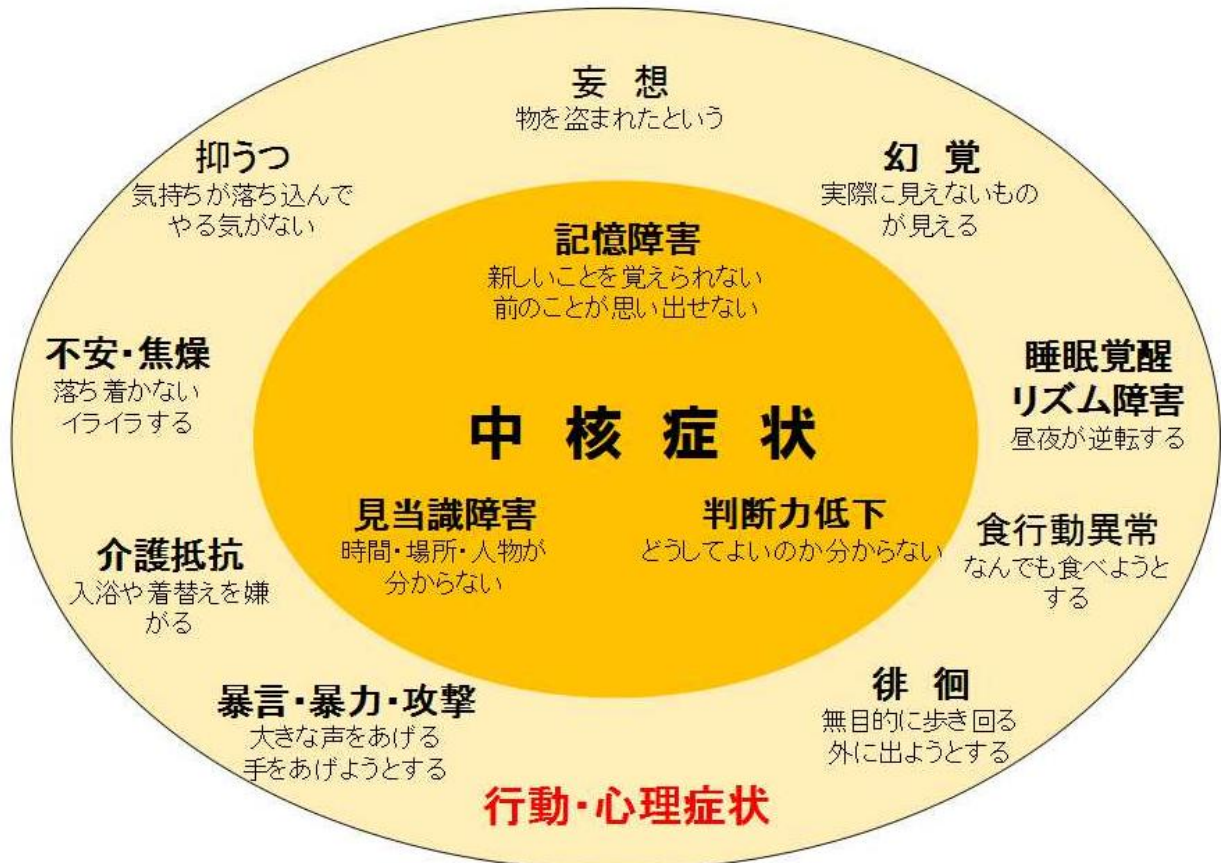 妄 想
物を盗まれたという
抑うつ
気持ちが落ち込んで
やる気がない
幻 覚
実際に見えないもの
が見える
記憶障害
新しいことを覚えられない
前のことが思い出せない
不安・焦燥
落ち着かない
イライラする
睡眠覚醒
リズム障害
昼夜が逆転する
中 核 症 状
見当識障害
時間・場所・人物が
分からない
判断力低下
どうしてよいのか分からない
介護抵抗
入浴や着替えを嫌
がる
食行動異常
なんでも食べようと
する
暴言・暴力・攻撃
大きな声をあげる
手をあげようとする
徘 徊
無目的に歩き回る
外に出ようとする
行動・心理症状